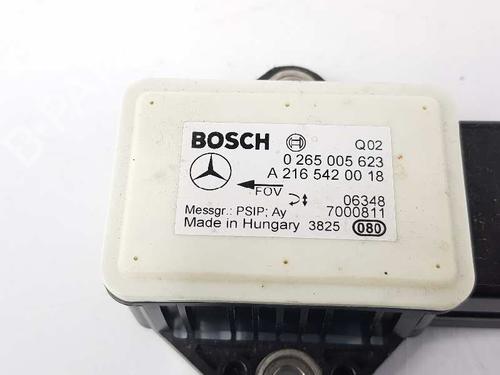 BOSCH Q02
0 265 005 623
A 216 542 00 18
FOV 06348
Messgr.: PSIP; Ay 7000811
Made in Hungary 3825 080